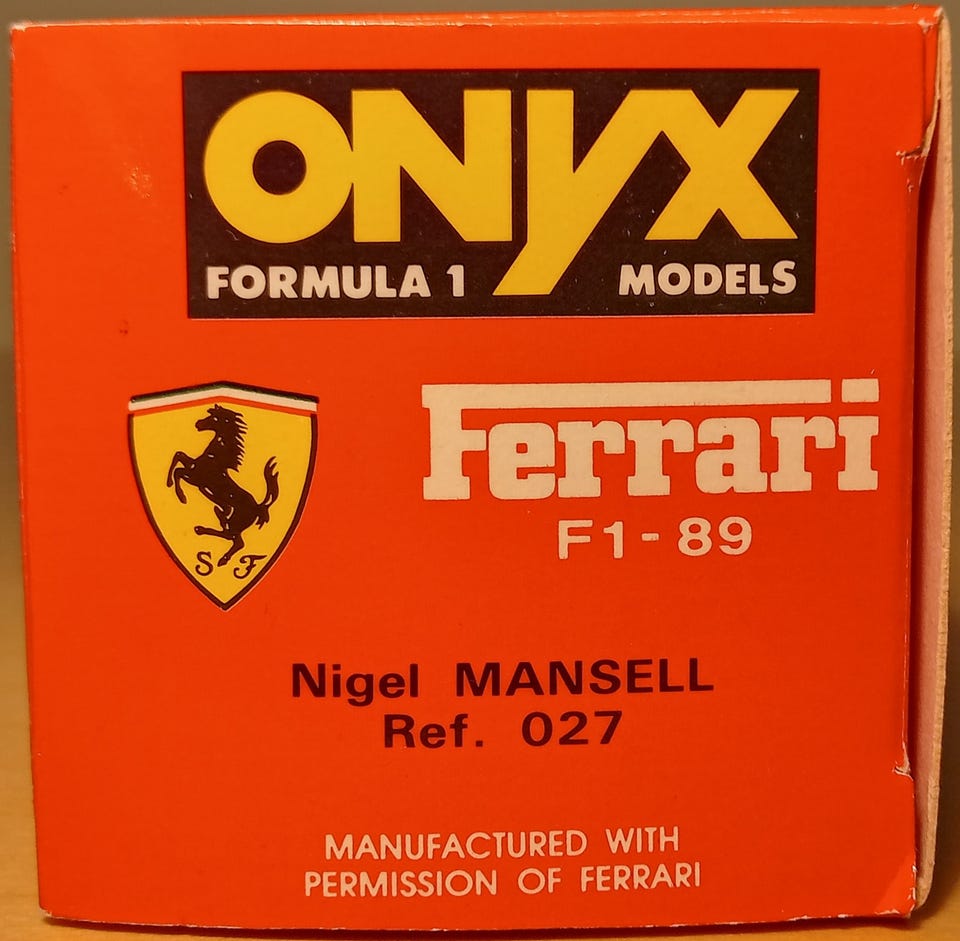 ONYX
FORMULA 1 MODELS
Ferrari
F1-89
S F
Nigel MANSELL
Ref. 027
MANUFACTURED WITH
PERMISSION OF FERRARI